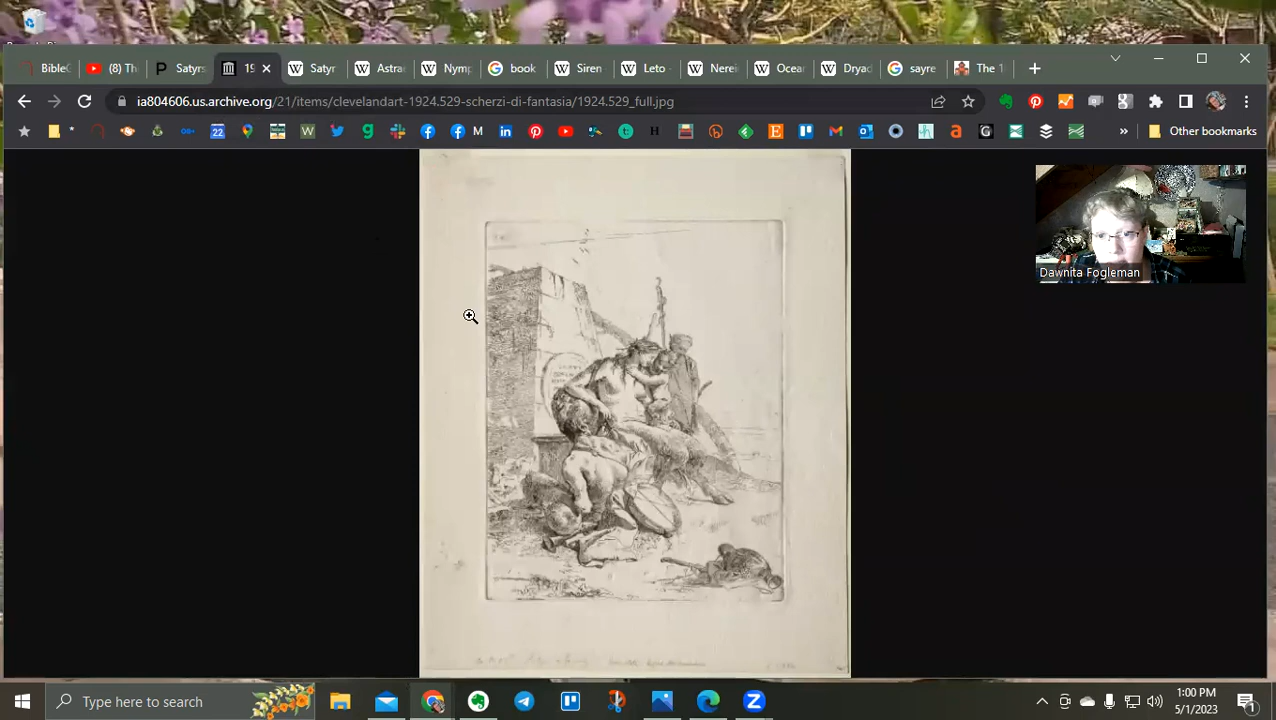 BibleG
(8) Th
Satyrs
19
Satyr
Astra
Nymp
book
Siren
Leto -
Nerei
Ocea
Dryad
sayre
The 1
ia804606.us.archive.org/21/items/clevelandart-1924.529-scherzi-di-fantasia/1924.529_full.jpg
22
M
»
Other bookmarks
Dawnita Fogleman
Type here to search
1:00 PM
5/1/2023